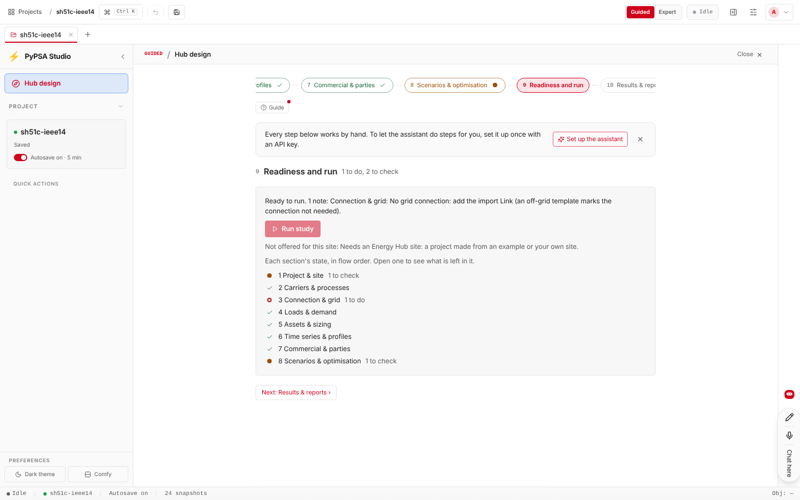 Projects / sh51c-ieee14 Ctrl K Guided Expert Idle A
sh51c-ieee14
PyPSA Studio
GUIDED / Hub design Close
Hub design
7 Commercial & parties
8 Scenarios & optimisation
9 Readiness and run
Guide
PROJECT
sh51c-ieee14
Saved
Autosave on · 5 min
QUICK ACTIONS
Every step below works by hand. To let the assistant do steps for you, set it up once with
an API key.
Set up the assistant
9 Readiness and run 1 to do, 2 to check
Ready to run. 1 note: Connection & grid: No grid connection: add the import Link (an off-grid template marks the
connection not needed).
Run study
Not offered for this site: Needs an Energy Hub site: a project made from an example or your own site.
Each section's state, in flow order. Open one to see what is left in it.
1 Project & site 1 to check
2 Carriers & processes
3 Connection & grid 1 to do
4 Loads & demand
5 Assets & sizing
6 Time series & profiles
7 Commercial & parties
8 Scenarios & optimisation 1 to check
Next: Results & reports ›
Chat here
PREFERENCES
Dark theme
Comfy
Idle sh51c-ieee14 Autosave on 24 snapshots Obj: —